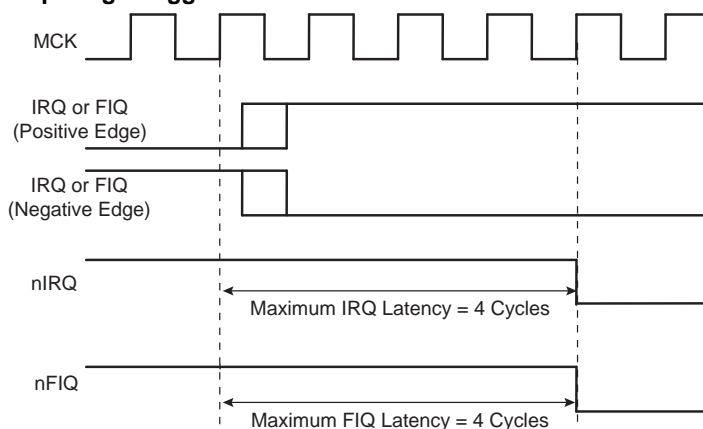 MCK
IRQ or FIQ
(Positive Edge)
IRQ or FIQ
(Negative Edge)
nIRQ
Maximum IRQ Latency = 4 Cycles
nFIQ
Maximum FIQ Latency = 4 Cycles